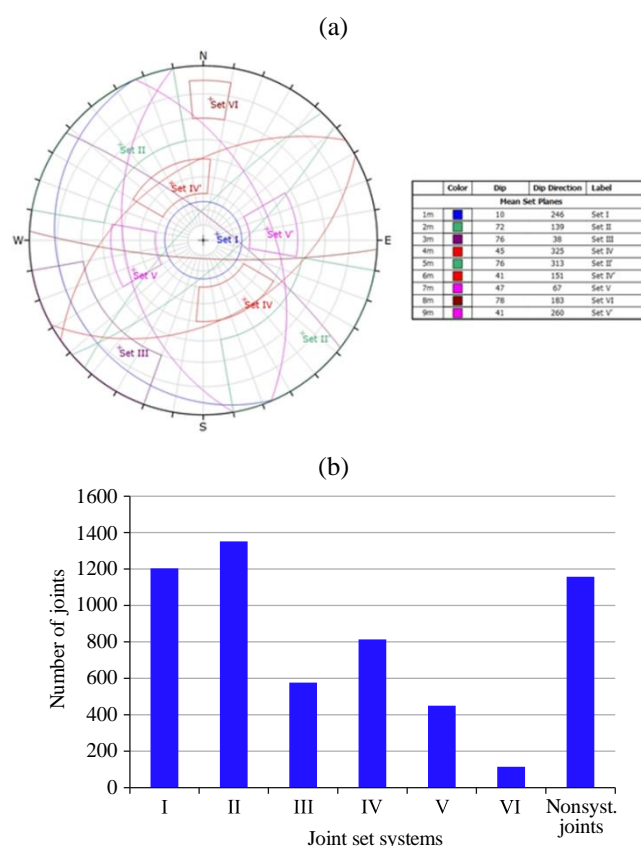 (a)
N
Set VI
Set II
Set IV'
Set I
Set V'
W
E
Set V
Set IV
Set II'
Set III
S
Color Dip Dip Direction Label
Mean Set Planes
1m 10 246 Set I
2m 72 139 Set II
3m 76 38 Set III
4m 45 325 Set IV
5m 76 313 Set II'
6m 41 151 Set IV'
7m 47 67 Set V
8m 78 183 Set VI
9m 41 260 Set V'
(b)
1600
1400
1200
1000
800
600
400
200
0
Number of joints
I II III IV V VI Nonsyst.
joints
Joint set systems